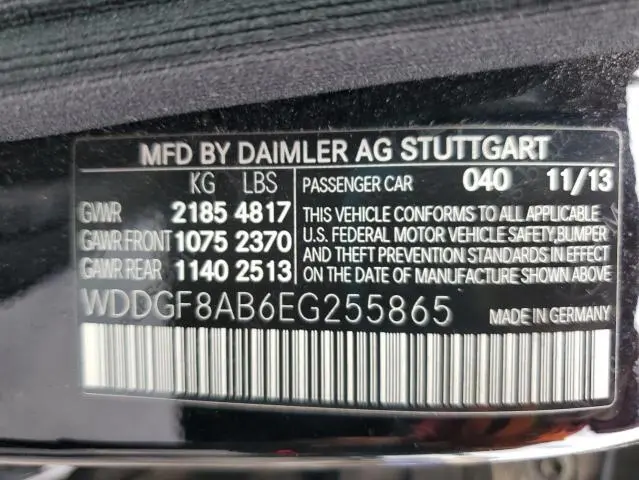 MFD BY DAIMLER AG STUTTGART
KG LBS
PASSENGER CAR 040 11/13
GVWR 2185 4817
GAWR FRONT 1075 2370
GAWR REAR 1140 2513
THIS VEHICLE CONFORMS TO ALL APPLICABLE
U.S. FEDERAL MOTOR VEHICLE SAFETY, BUMPER
AND THEFT PREVENTION STANDARDS IN EFFECT
ON THE DATE OF MANUFACTURE SHOWN ABOVE
WDDGF8AB6EG255865
MADE IN GERMANY